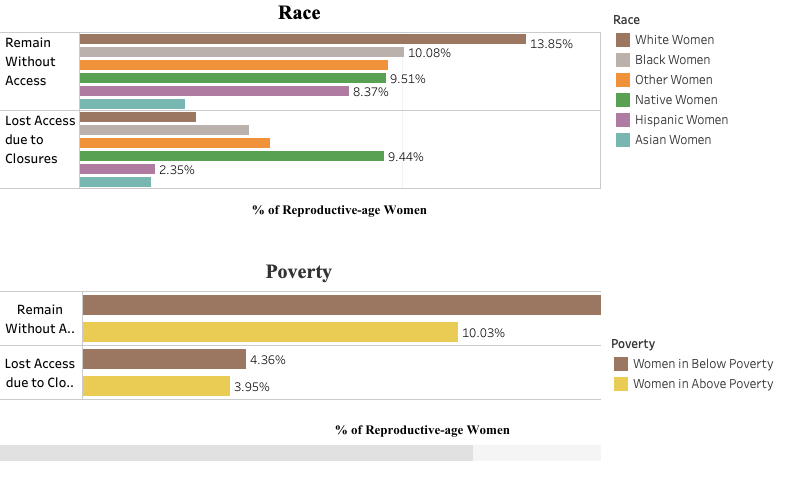 Race
Remain
Without
Access
13.85%
10.08%
9.51%
8.37%
Lost Access
due to
Closures
9.44%
2.35%
% of Reproductive-age Women
Race
White Women
Black Women
Other Women
Native Women
Hispanic Women
Asian Women
Poverty
Remain
Without A..
10.03%
Lost Access
due to Clo..
4.36%
3.95%
% of Reproductive-age Women
Poverty
Women in Below Poverty
Women in Above Poverty